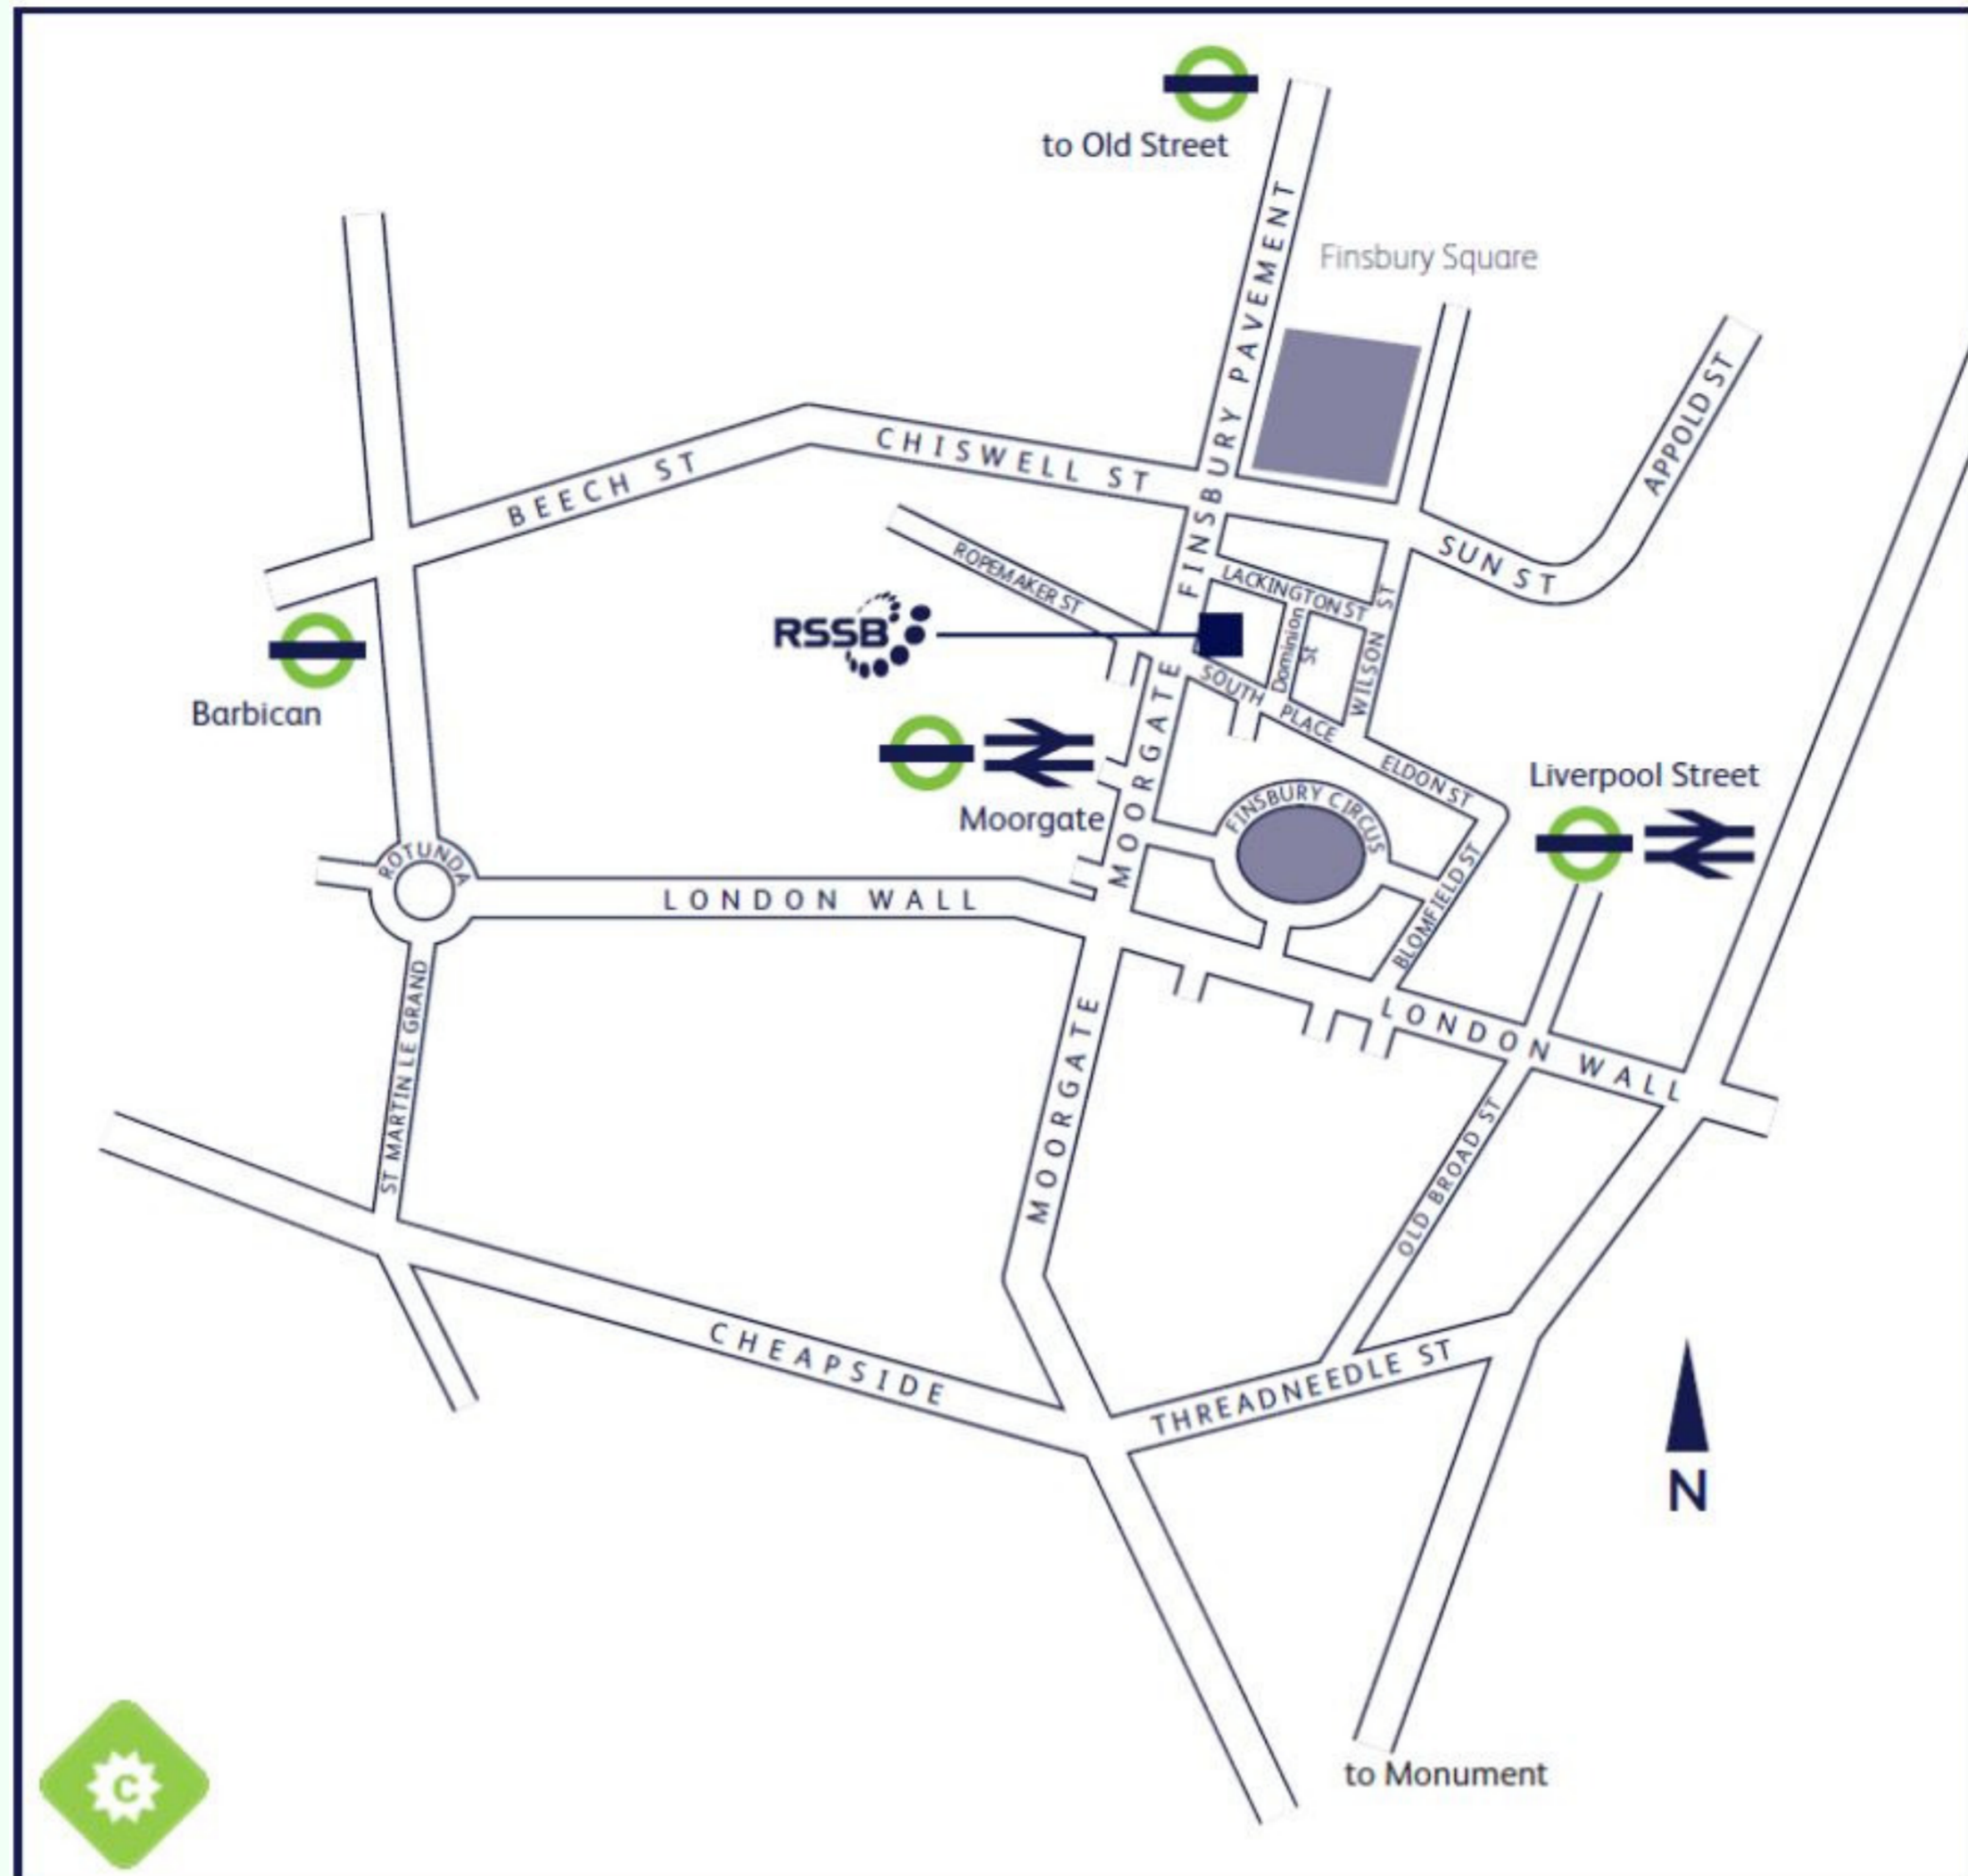 to Old Street
FINSBURY PAVEMENT
Finsbury Square
APPOLD ST
CHISWELL ST
BEECH ST
SUN ST
ROPEMAKER ST
LACKINGTON ST
Dominion St
WILSON ST
RSSB
SOUTH PLACE
Barbican
MOORGATE
ELDON ST
Liverpool Street
Moorgate
FINSBURY CIRCUS
ROTUNDA
LONDON WALL
BLOMFIELD ST
ST MARTIN LE GRAND
MOORGATE
LONDON WALL
OLD BROAD ST
CHEAPSIDE
THREADNEEDLE ST
N
to Monument
C